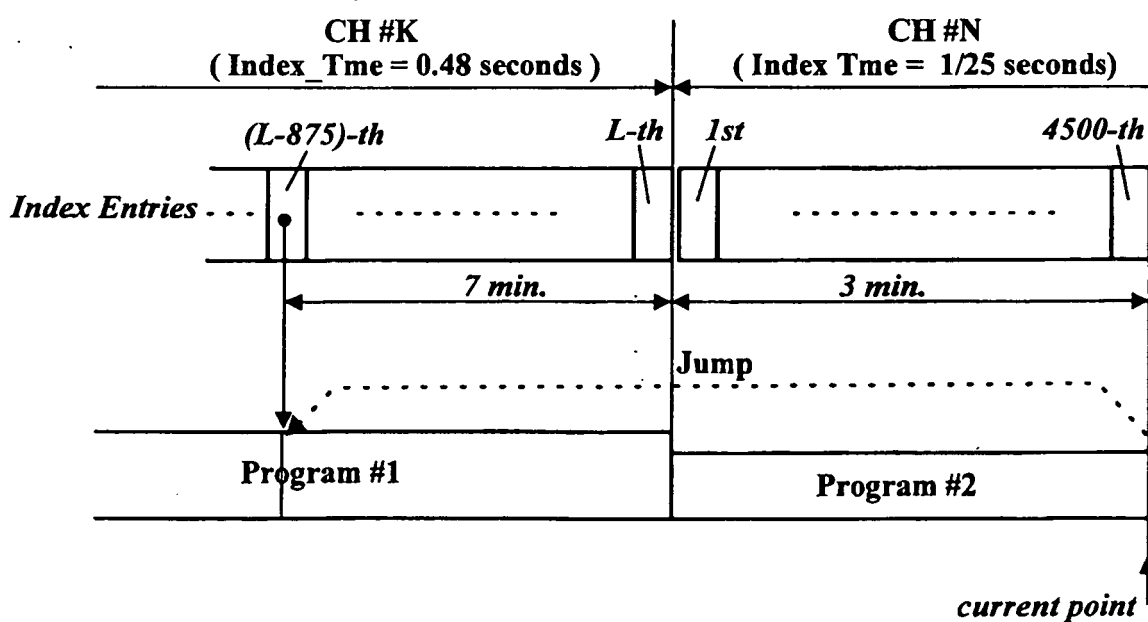 CH #K
( Index_Tme = 0.48 seconds )
CH #N
( Index Tme = 1/25 seconds)
(L-875)-th
L-th
1st
4500-th
Index Entries
7 min.
3 min.
Jump
Program #1
Program #2
current point